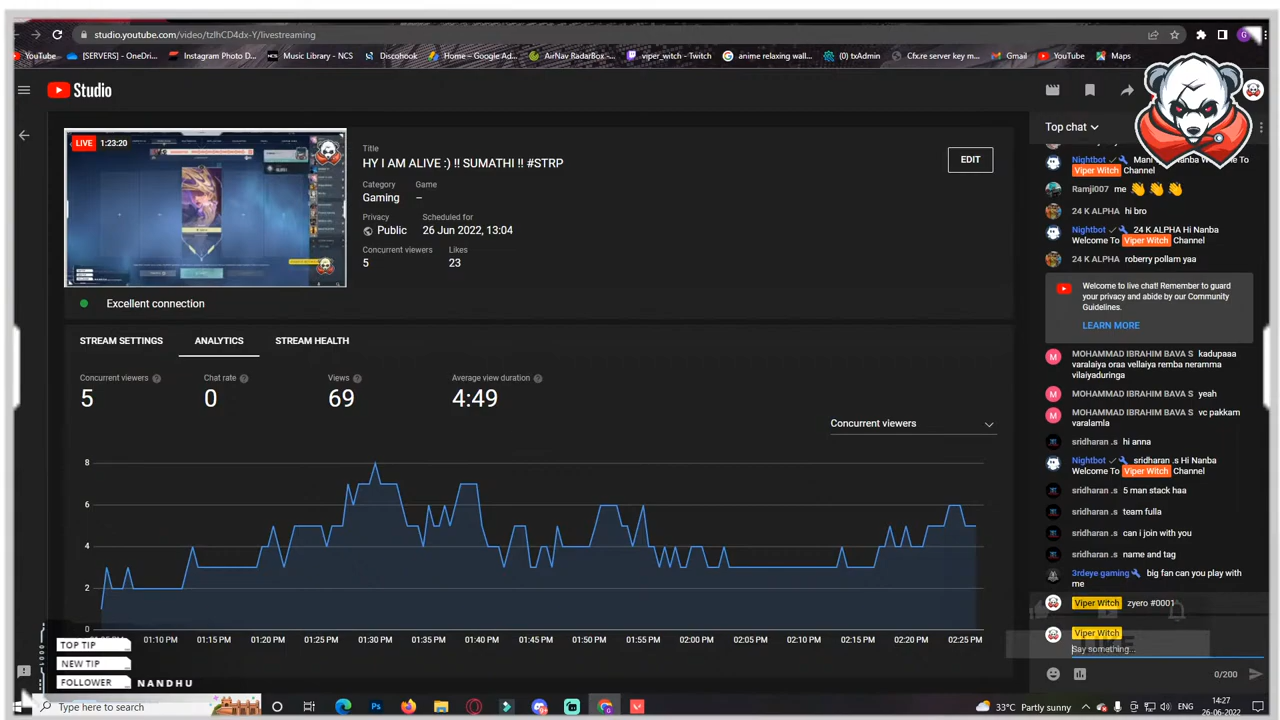 studio.youtube.com/video/tzlhCD4dx-Y/livestreaming
YouTube [SERVERS] - OneDri... Instagram Photo D... Music Library - NCS Discohook Home – Google Ad... AirNav RadarBox -... viper_witch - Twitch anime relaxing wall... (2) txAdmin Cfx.re server key m... Gmail YouTube Maps
Studio
LIVE 1:23:20
Title
HY I AM ALIVE :) !! SUMATHI !! #STRP
EDIT
Category Game
Gaming –
Privacy Scheduled for
Public 26 Jun 2022, 13:04
Concurrent viewers Likes
5 23
Excellent connection
STREAM SETTINGS ANALYTICS STREAM HEALTH
Concurrent viewers Chat rate Views Average view duration
5 0 69 4:49
Concurrent viewers
8
6
4
2
0
01:10 PM 01:15 PM 01:20 PM 01:25 PM 01:30 PM 01:35 PM 01:40 PM 01:45 PM 01:50 PM 01:55 PM 02:00 PM 02:05 PM 02:10 PM 02:15 PM 02:20 PM 02:25 PM
TOP TIP
NEW TIP
FOLLOWER NANDHU
Top chat
Nightbot
Viper Witch Channel
Ramji007 me
24 K ALPHA hi bro
Nightbot 24 K ALPHA Hi Nanba
Welcome To Viper Witch Channel
24 K ALPHA roberry pollam yaa
Welcome to live chat! Remember to guard
your privacy and abide by our Community
Guidelines.
LEARN MORE
MOHAMMAD IBRAHIM BAVA S kadupaaa
varalaiya oraa vellaiya remba neramma
vilaiyaduringa
MOHAMMAD IBRAHIM BAVA S yeah
MOHAMMAD IBRAHIM BAVA S vc pakkam
varalamla
sridharan .s hi anna
Nightbot sridharan .s Hi Nanba
Welcome To Viper Witch Channel
sridharan .s 5 man stack haa
sridharan .s team fulla
sridharan .s can i join with you
sridharan .s name and tag
3rdeye gaming big fan can you play with
me
Viper Witch zyero #0001
Viper Witch
Say something...
0/200
Type here to search
33°C Partly sunny
ENG
14:27
26-06-2022